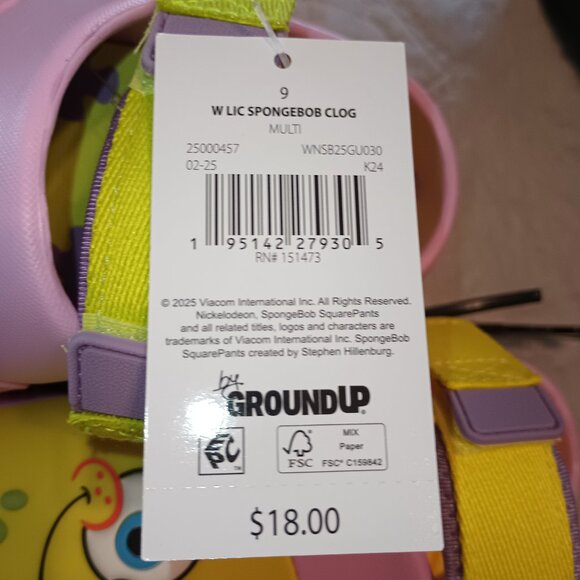 9
W LIC SPONGEBOB CLOG
MULTI
25000457 WNSB25GU030
02-25 K24
1 95142 27930 5
RN# 151473
© 2025 Viacom International Inc. All Rights Reserved.
Nickelodeon, SpongeBob SquarePants
and all related titles, logos and characters are
trademarks of Viacom International Inc. SpongeBob
SquarePants created by Stephen Hillenburg.
by
GROUNDUP®
EPC™
FSC
MIX
Paper
FSC® C159842
$18.00